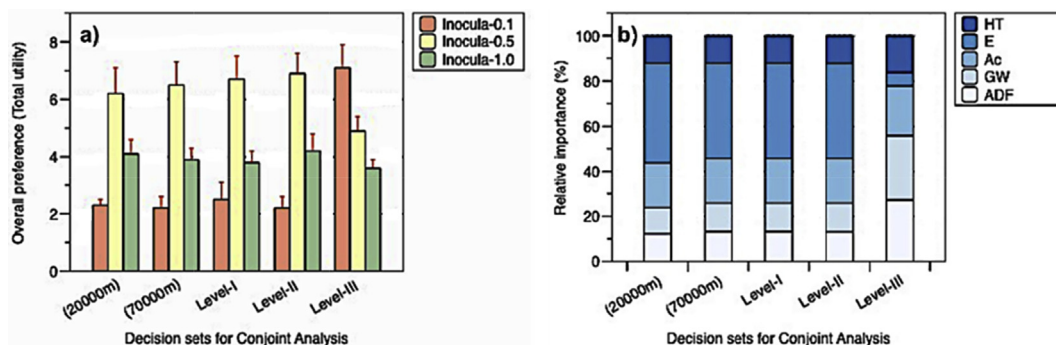 a)
Inocula-0.1
Inocula-0.5
Inocula-1.0
Overall preference (Total utility)
8
6
4
2
0
(20000m)
(70000m)
Level-I
Level-II
Level-III
Decision sets for Conjoint Analysis
b)
HT
E
Ac
GW
ADF
Relative importance (%)
100
80
60
40
20
0
(20000m)
(70000m)
Level-I
Level-II
Level-III
Decision sets for Conjoint Analysis